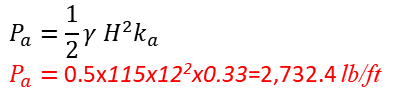 Pₐ = 1/2 γ H²kₐ
Pₐ = 0.5x115x12²x0.33=2,732.4 lb/ft